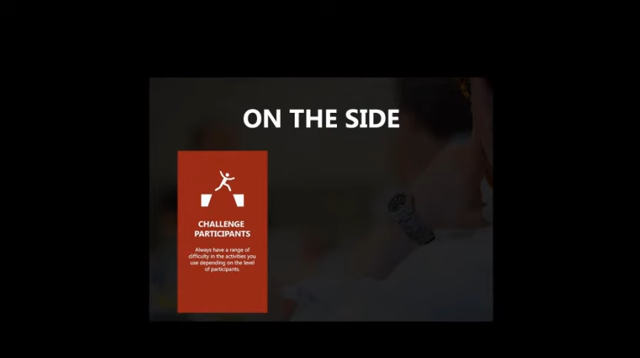 ON THE SIDE
CHALLENGE
PARTICIPANTS
Always have a range of
difficulty in the activities you
use depending on the level
of participants.